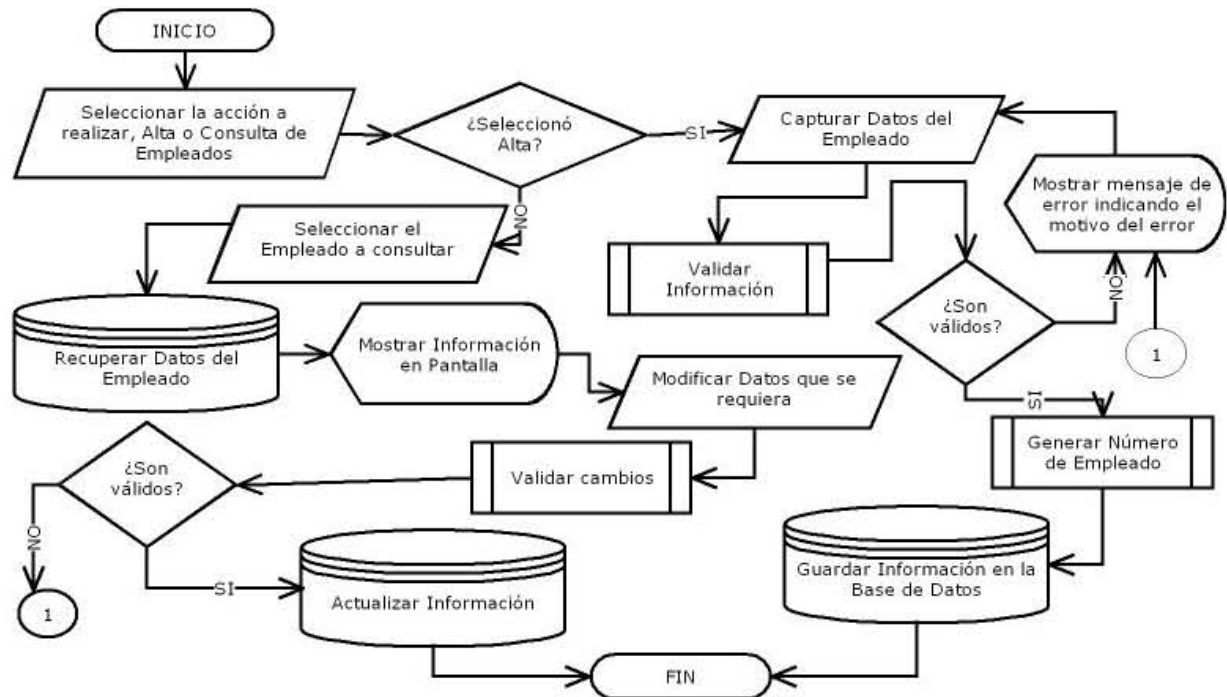 INICIO
Seleccionar la acción a
realizar, Alta o Consulta de
Empleados
¿Seleccionó
Alta?
SI
Capturar Datos del
Empleado
Mostrar mensaje de
error indicando el
motivo del error
NO
Seleccionar el
Empleado a consultar
Validar
Información
¿Son
válidos?
NO
1
SI
Recuperar Datos del
Empleado
Mostrar Información
en Pantalla
Modificar Datos que se
requiera
Generar Número
de Empleado
¿Son
válidos?
Validar cambios
NO
1
SI
Actualizar Información
Guardar Información en la
Base de Datos
FIN